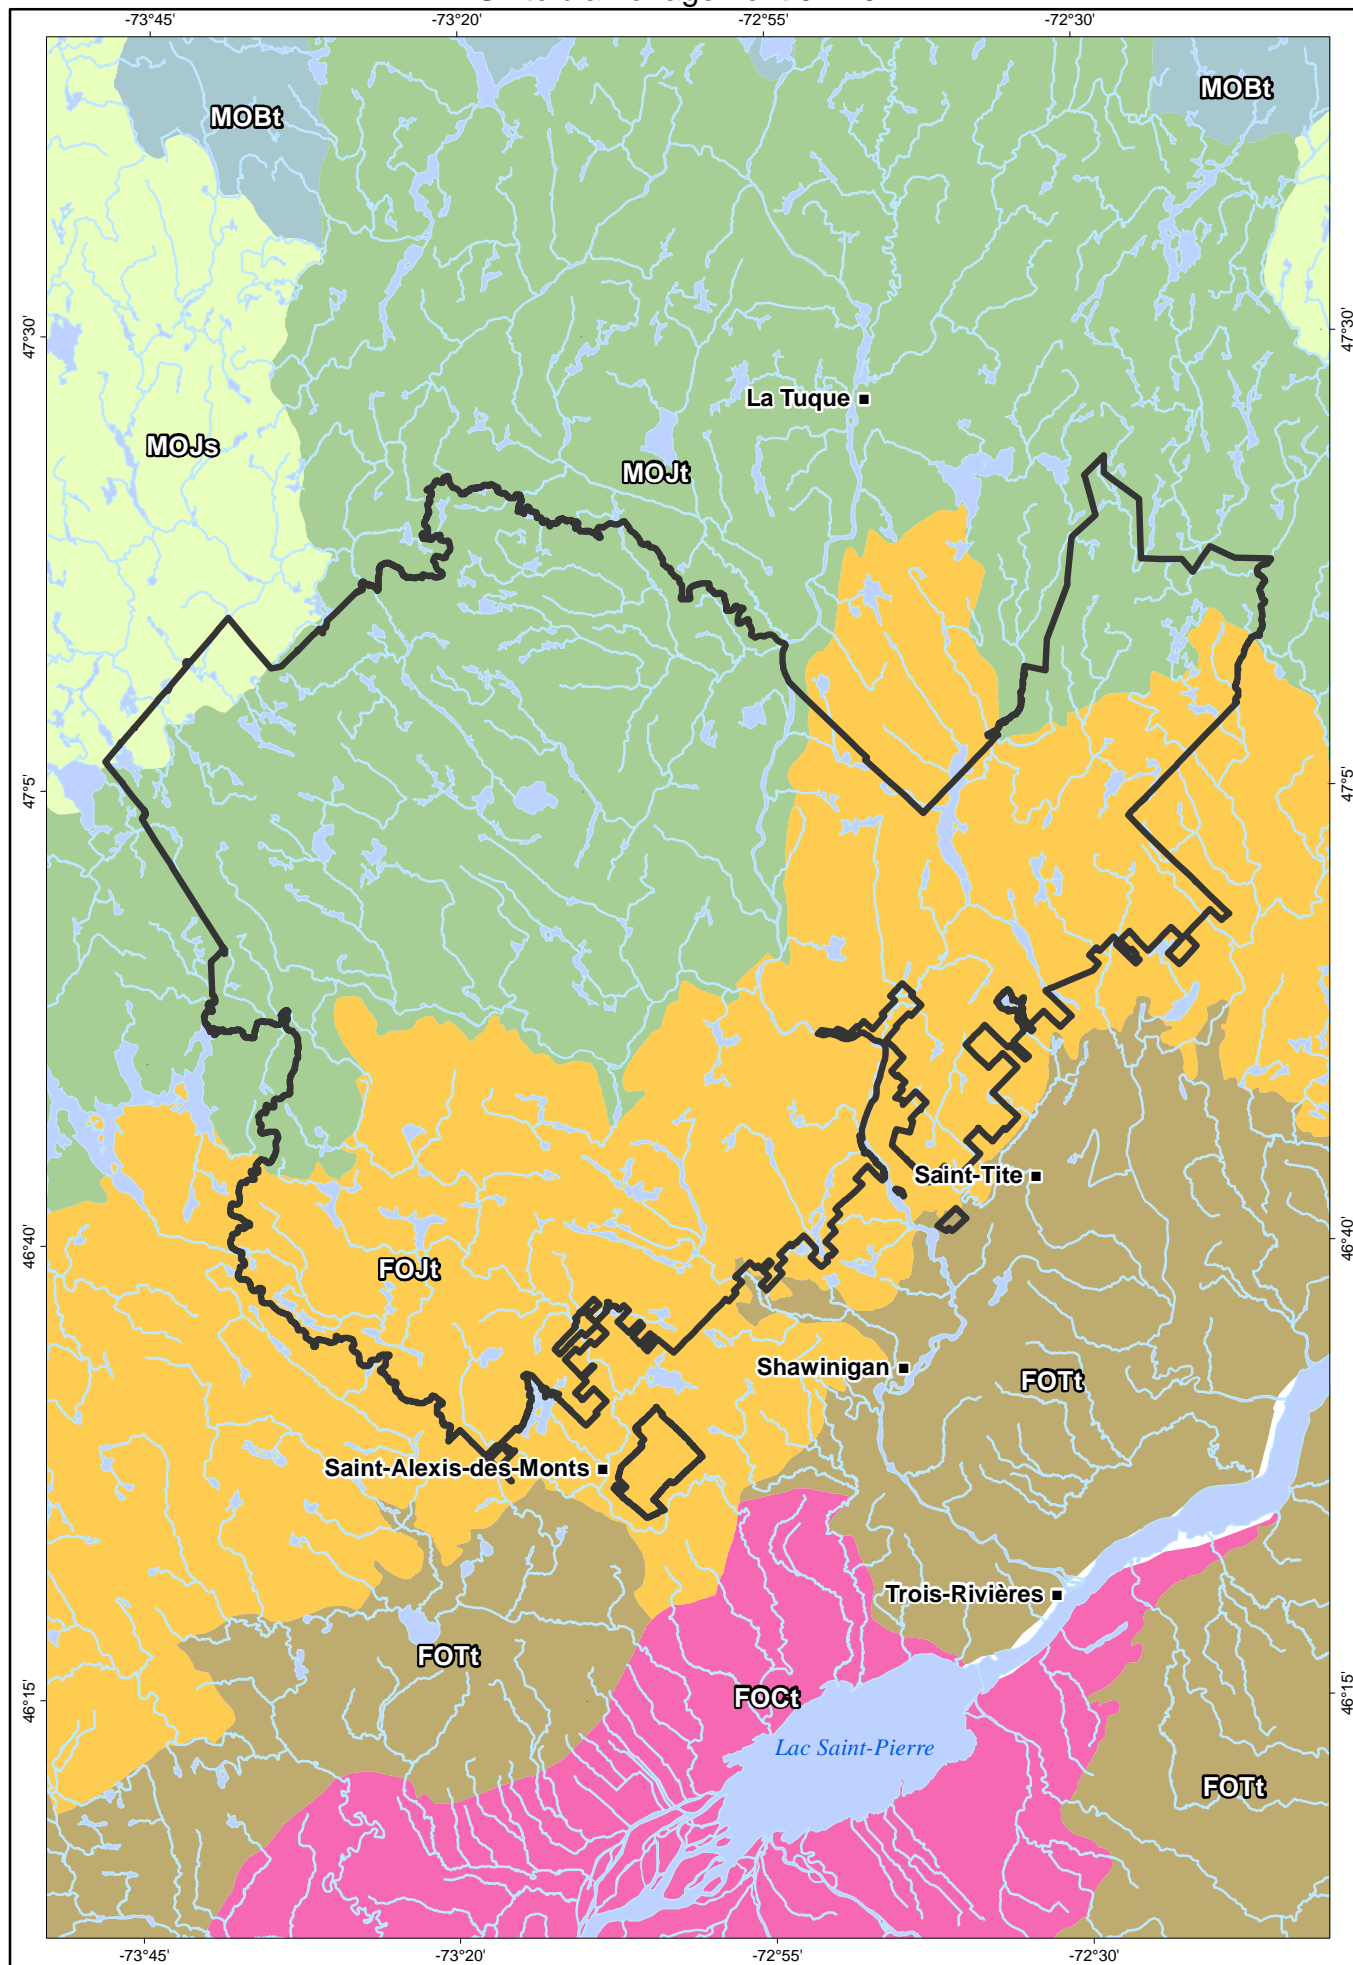 -73°45'
-73°20'
-72°55'
-72°30'
MOBt
MOBt
47°30'
47°30'
La Tuque
MOJs
MOJt
47°5'
47°5'
Saint-Tite
46°40'
46°40'
FOJt
Shawinigan
FOTt
Saint-Alexis-des-Monts
Trois-Rivières
FOTt
46°15'
46°15'
FOCt
Lac Saint-Pierre
FOTt
-73°45'
-73°20'
-72°55'
-72°30'